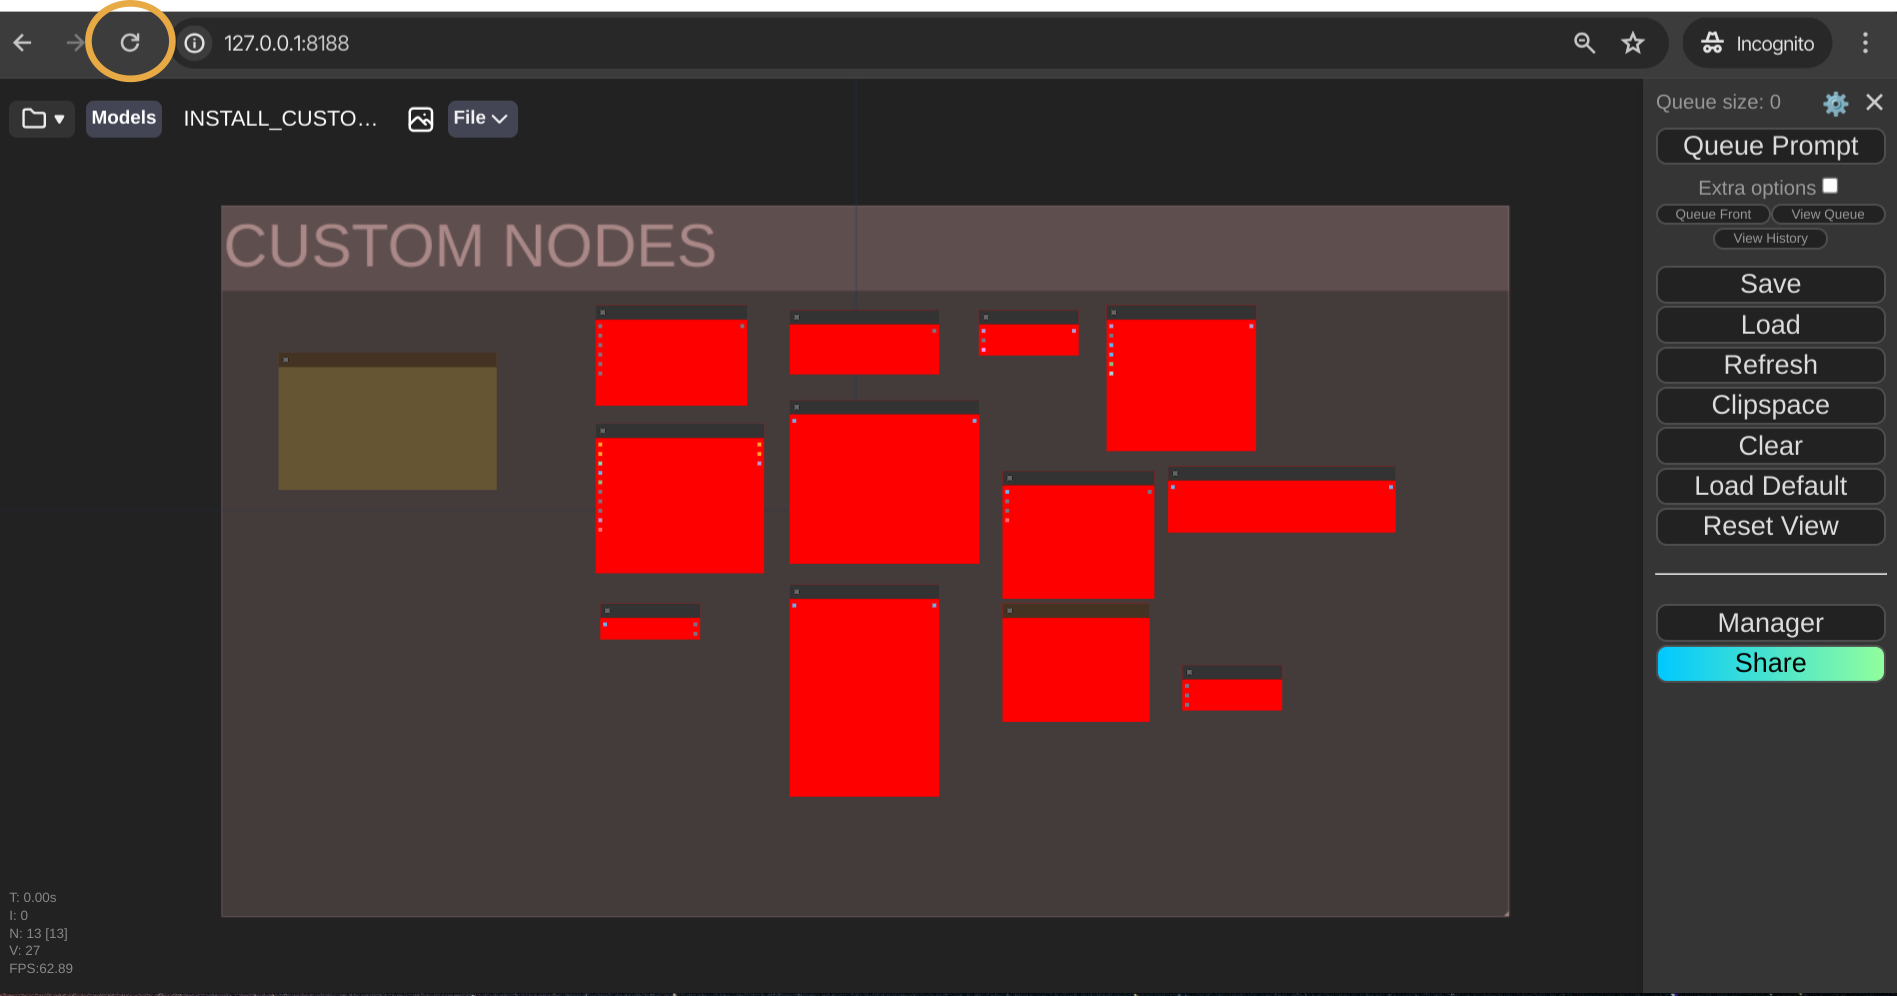 127.0.0.1:8188
Incognito
Models
INSTALL_CUSTO...
File
Queue size: 0
Queue Prompt
Extra options
Queue Front
View Queue
View History
Save
Load
Refresh
Clipspace
Clear
Load Default
Reset View
Manager
Share
CUSTOM NODES
T: 0.00s
I: 0
N: 13 [13]
V: 27
FPS:62.89